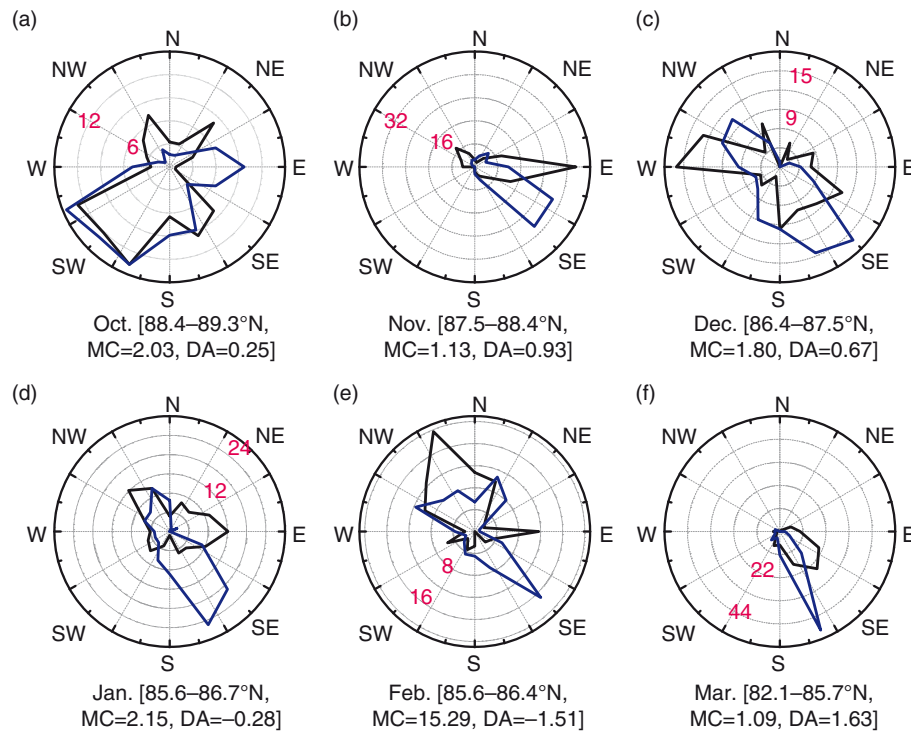 (a)
N
NW
NE
12
6
W
E
SW
SE
S
Oct. [88.4–89.3°N,
MC=2.03, DA=0.25]
(b)
N
NW
NE
32
16
W
E
SW
SE
S
Nov. [87.5–88.4°N,
MC=1.13, DA=0.93]
(c)
N
NW
NE
15
9
W
E
SW
SE
S
Dec. [86.4–87.5°N,
MC=1.80, DA=0.67]
(d)
N
NW
NE
24
12
W
E
SW
SE
S
Jan. [85.6–86.7°N,
MC=2.15, DA=–0.28]
(e)
N
NW
NE
W
E
8
16
SW
SE
S
Feb. [85.6–86.4°N,
MC=15.29, DA=–1.51]
(f)
N
NW
NE
W
E
22
44
SW
SE
S
Mar. [82.1–85.7°N,
MC=1.09, DA=1.63]